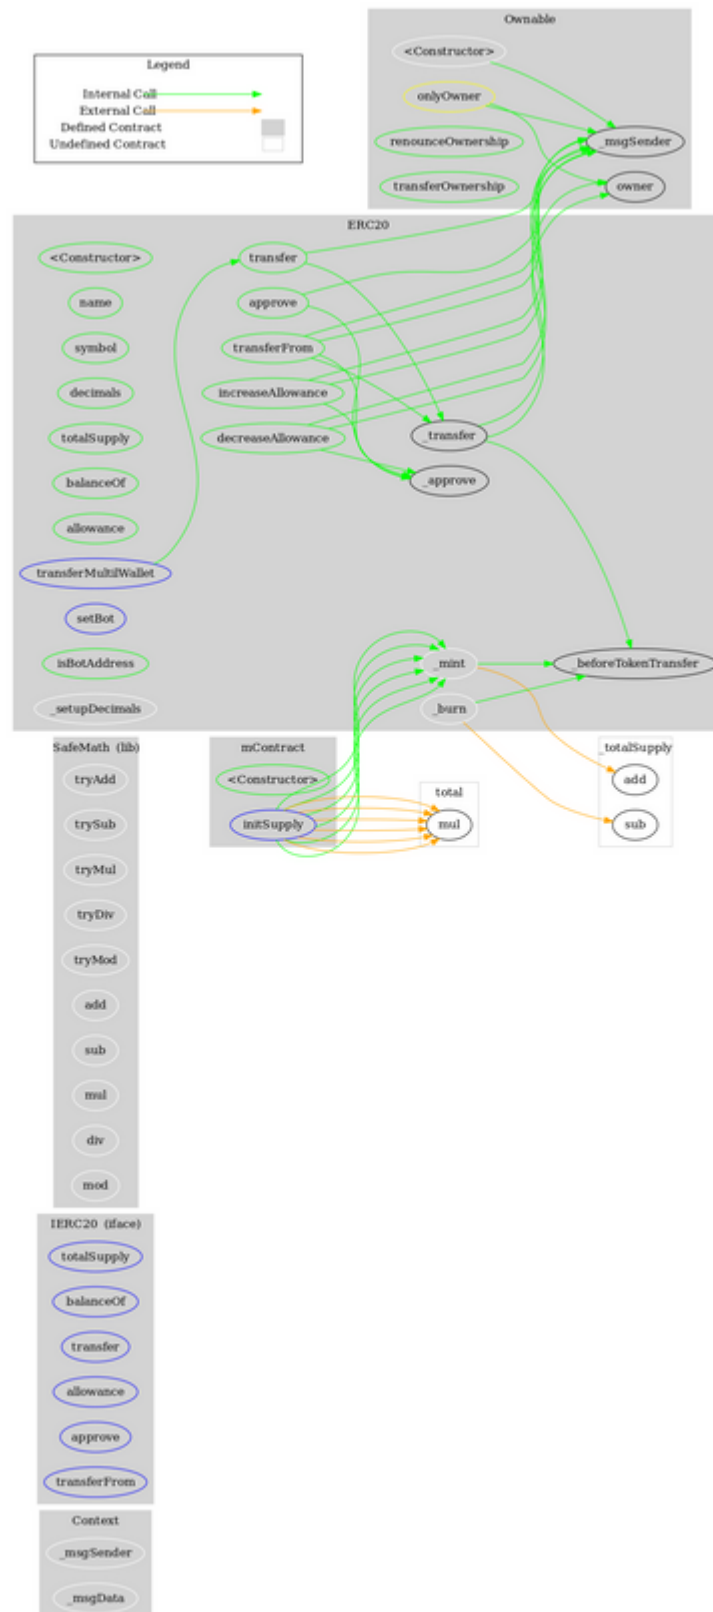 Ownable
<Constructor>
onlyOwner
renounceOwnership
transferOwnership
_msgSender
owner
Legend
Internal Call
External Call
Defined Contract
Undefined Contract
ERC20
<Constructor>
name
symbol
decimals
totalSupply
balanceOf
allowance
transferMultilWallet
setBot
isBotAddress
_setupDecimals
transfer
approve
transferFrom
increaseAllowance
decreaseAllowance
_transfer
_approve
_mint
_burn
_beforeTokenTransfer
SafeMath (lib)
tryAdd
trySub
tryMul
tryDiv
tryMod
add
sub
mul
div
mod
mContract
<Constructor>
initSupply
total
mul
_totalSupply
add
sub
IERC20 (iface)
totalSupply
balanceOf
transfer
allowance
approve
transferFrom
Context
_msgSender
_msgData